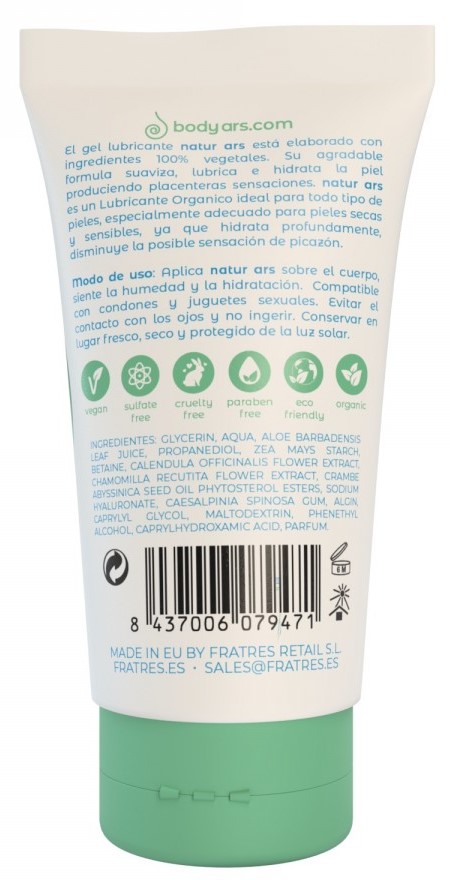 bodyars.com
El gel lubricante natur ars está elaborado con
ingredientes 100% vegetales. Su agradable
formula suaviza, lubrica e hidrata la piel
produciendo placenteras sensaciones. natur ars
es un Lubricante Organico ideal para todo tipo de
pieles, especialmente adecuado para pieles secas
y sensibles, ya que hidrata profundamente,
disminuye la posible sensación de picazón.
Modo de uso: Aplica natur ars sobre el cuerpo,
siente la humedad y la hidratación. Compatible
con condones y juguetes sexuales. Evitar el
contacto con los ojos y no ingerir. Conservar en
lugar fresco, seco y protegido de la luz solar.
vegan
sulfate
free
cruelty
free
paraben
free
eco
friendly
organic
INGREDIENTES: GLYCERIN, AQUA, ALOE BARBADENSIS
LEAF JUICE, PROPANEDIOL, ZEA MAYS STARCH,
BETAINE, CALENDULA OFFICINALIS FLOWER EXTRACT,
CHAMOMILLA RECUTITA FLOWER EXTRACT, CRAMBE
ABYSSINICA SEED OIL PHYTOSTEROL ESTERS, SODIUM
HYALURONATE, CAESALPINIA SPINOSA GUM, ALGIN,
CAPRYLYL GLYCOL, MALTODEXTRIN, PHENETHYL
ALCOHOL, CAPRYLHYDROXAMIC ACID, PARFUM.
6M
8 437006 079471
MADE IN EU BY FRATRES RETAIL S.L.
FRATRES.ES · SALES@FRATRES.ES